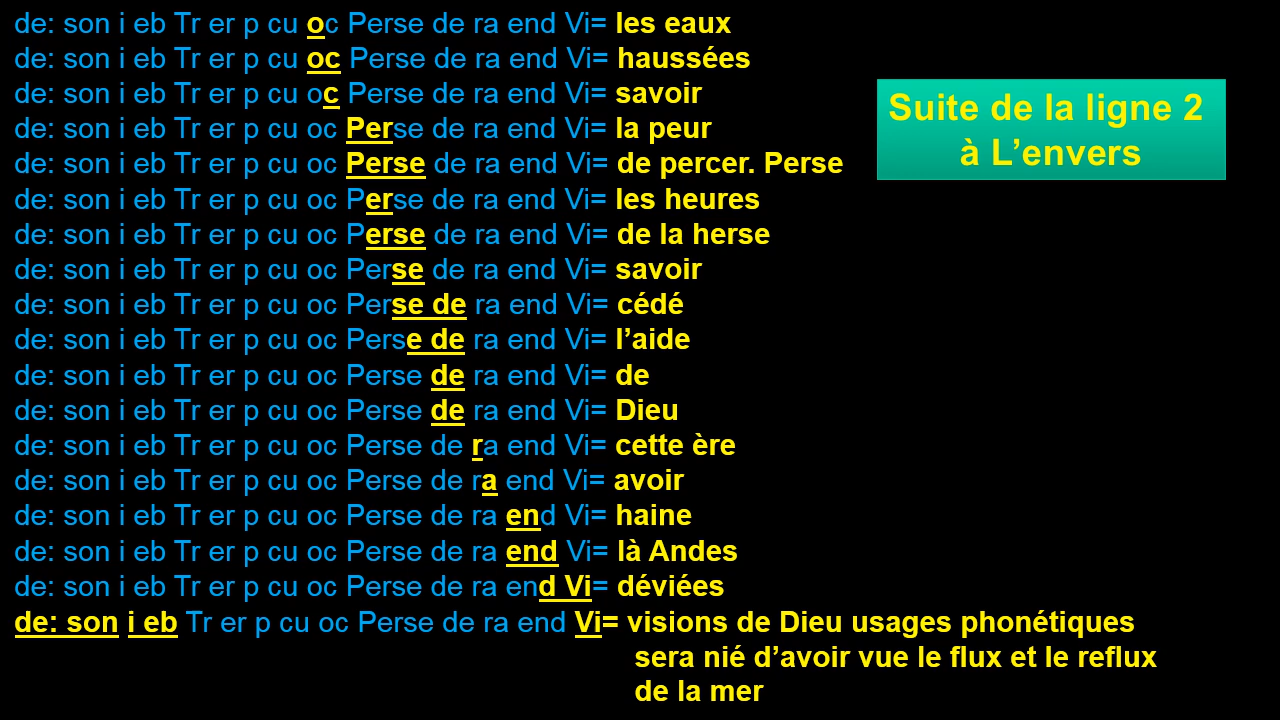 de: son i eb Tr er p cu oc Perse de ra end Vi= les eaux
de: son i eb Tr er p cu oc Perse de ra end Vi= haussées
de: son i eb Tr er p cu oc Perse de ra end Vi= savoir
de: son i eb Tr er p cu oc Perse de ra end Vi= la peur
de: son i eb Tr er p cu oc Perse de ra end Vi= de percer. Perse
de: son i eb Tr er p cu oc Perse de ra end Vi= les heures
de: son i eb Tr er p cu oc Perse de ra end Vi= de la herse
de: son i eb Tr er p cu oc Perse de ra end Vi= savoir
de: son i eb Tr er p cu oc Perse de ra end Vi= cédé
de: son i eb Tr er p cu oc Perse de ra end Vi= l’aide
de: son i eb Tr er p cu oc Perse de ra end Vi= de
de: son i eb Tr er p cu oc Perse de ra end Vi= Dieu
de: son i eb Tr er p cu oc Perse de ra end Vi= cette ère
de: son i eb Tr er p cu oc Perse de ra end Vi= avoir
de: son i eb Tr er p cu oc Perse de ra end Vi= haine
de: son i eb Tr er p cu oc Perse de ra end Vi= là Andes
de: son i eb Tr er p cu oc Perse de ra end Vi= déviées
de: son i eb Tr er p cu oc Perse de ra end Vi= visions de Dieu usages phonétiques
sera nié d’avoir vue le flux et le reflux
de la mer
Suite de la ligne 2
à L’envers